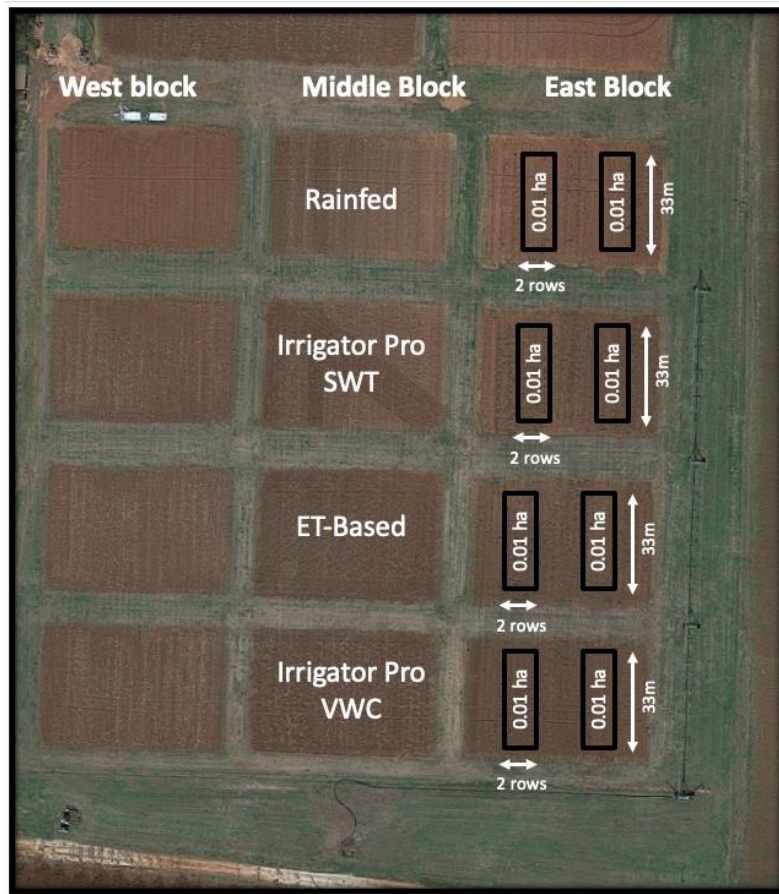 West block
Middle Block
East Block
Rainfed
0.01 ha
0.01 ha
33m
2 rows
Irrigator Pro
SWT
0.01 ha
0.01 ha
33m
2 rows
ET-Based
0.01 ha
0.01 ha
33m
2 rows
Irrigator Pro
VWC
0.01 ha
0.01 ha
33m
2 rows